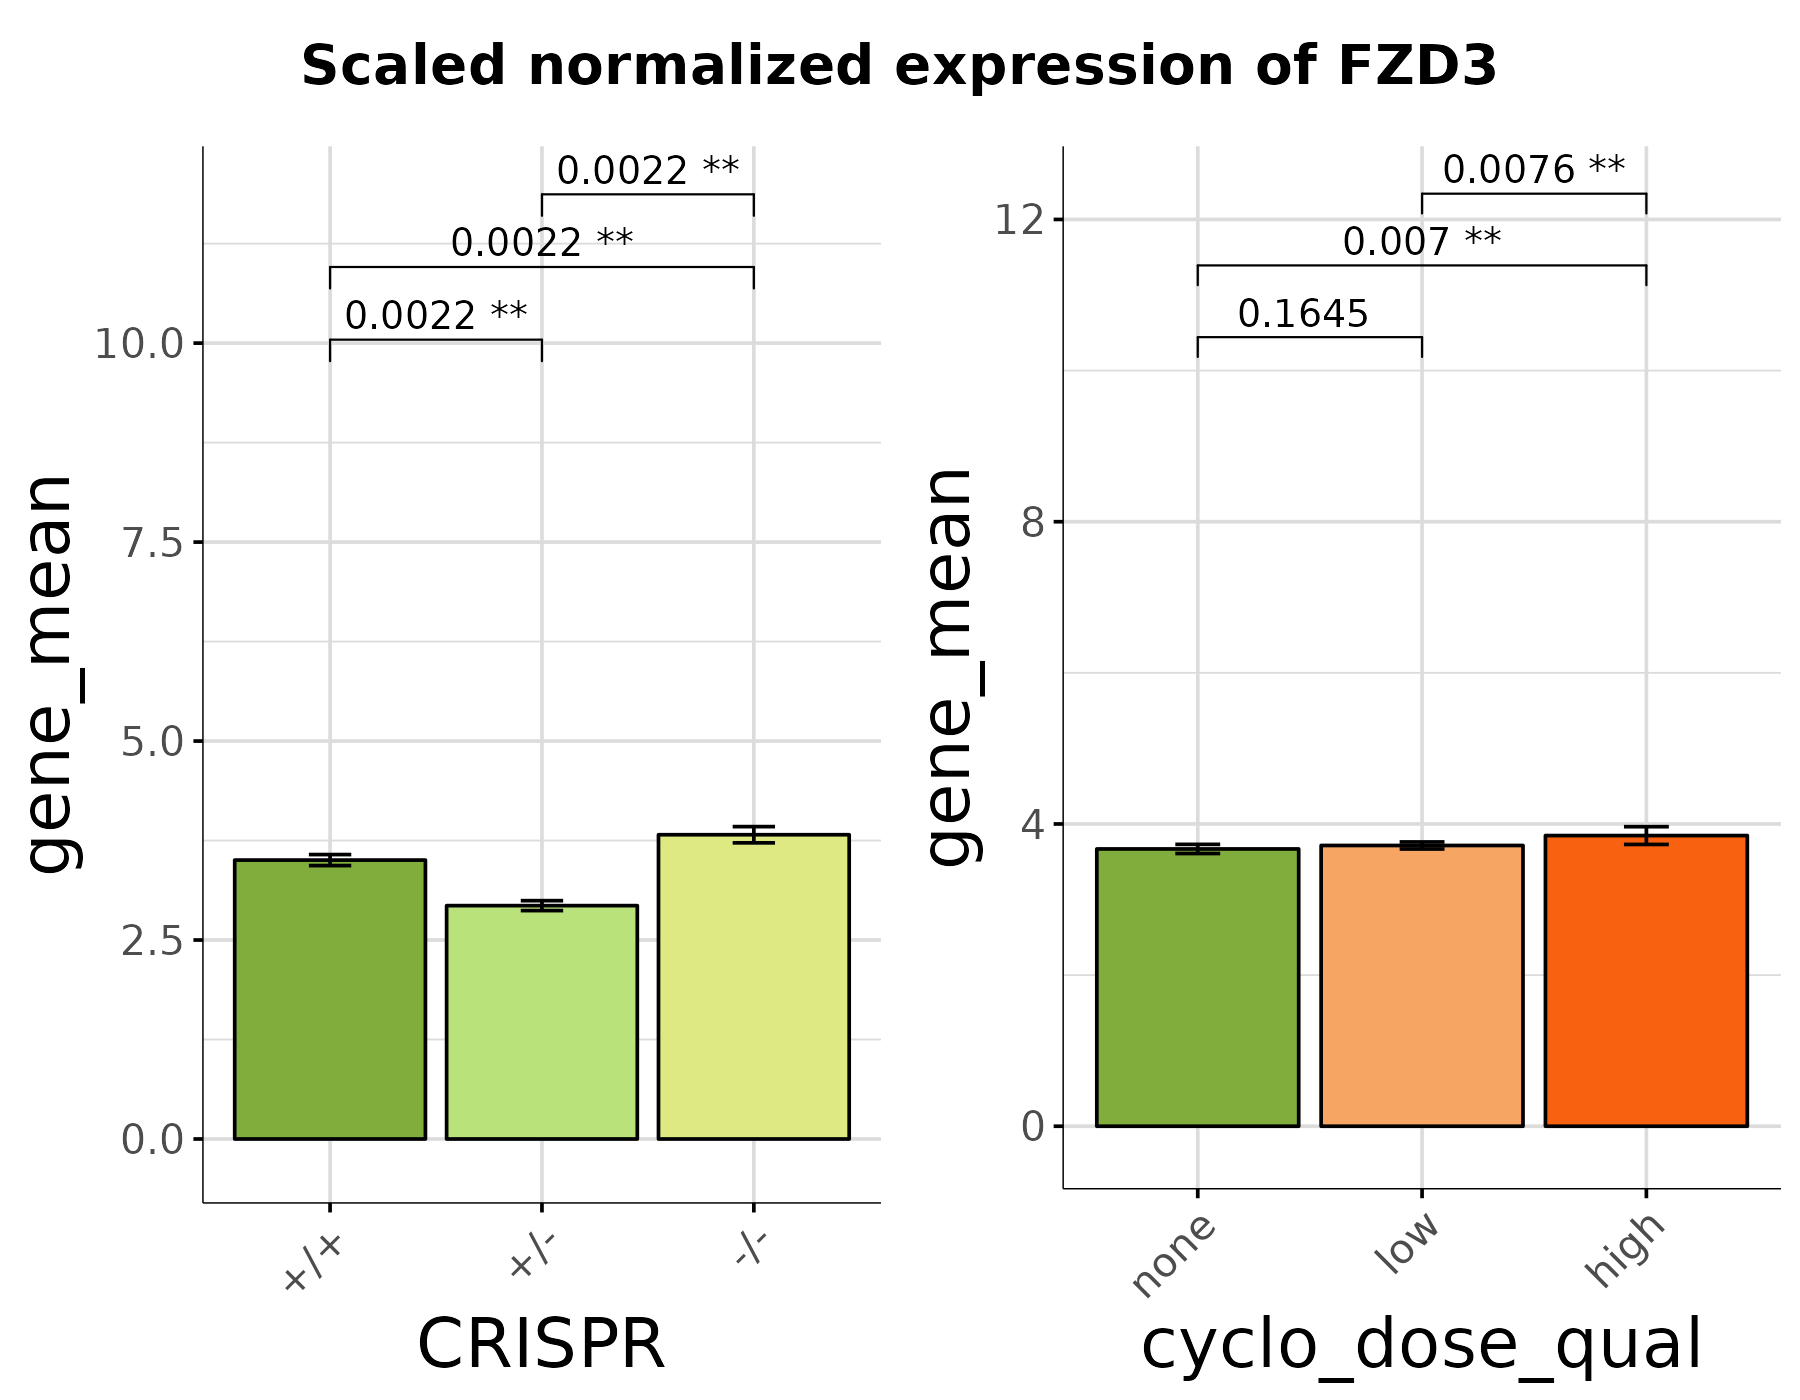 Scaled normalized expression of FZD3
gene_mean
10.0
7.5
5.0
2.5
0.0
0.0022 **
0.0022 **
0.0022 **
+/+
+/-
-/-
CRISPR
gene_mean
12
8
4
0
0.0076 **
0.007 **
0.1645
none
low
high
cyclo_dose_qual